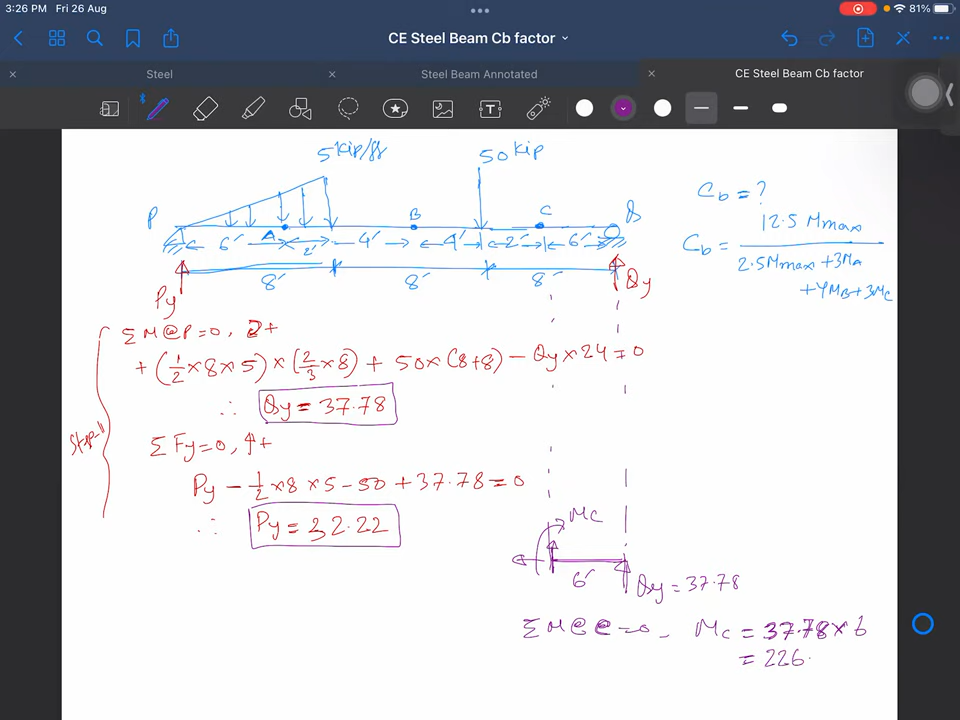 3:26 PM Fri 26 Aug
81%
CE Steel Beam Cb factor
Steel
Steel Beam Annotated
CE Steel Beam Cb factor
5 kip/ft 50 kip
P A B C Q
6' 2' 4' 4' 2' 6'
8' 8' 8'
Py Qy
Cb = ?
Cb = 12.5 Mmax
2.5 Mmax + 3MA
+ 4MB + 3MC
Step-1
ΣM@P=0, +
+ (1/2 × 8 × 5) × (2/3 × 8) + 50 × (8+8) − Qy × 24 = 0
∴ Qy = 37.78
ΣFy=0, ↑+
Py − 1/2 × 8 × 5 − 50 + 37.78 = 0
∴ Py = 32.22
MC
6'
Qy = 37.78
ΣM@C=0, MC = 37.78 × 6
= 226.